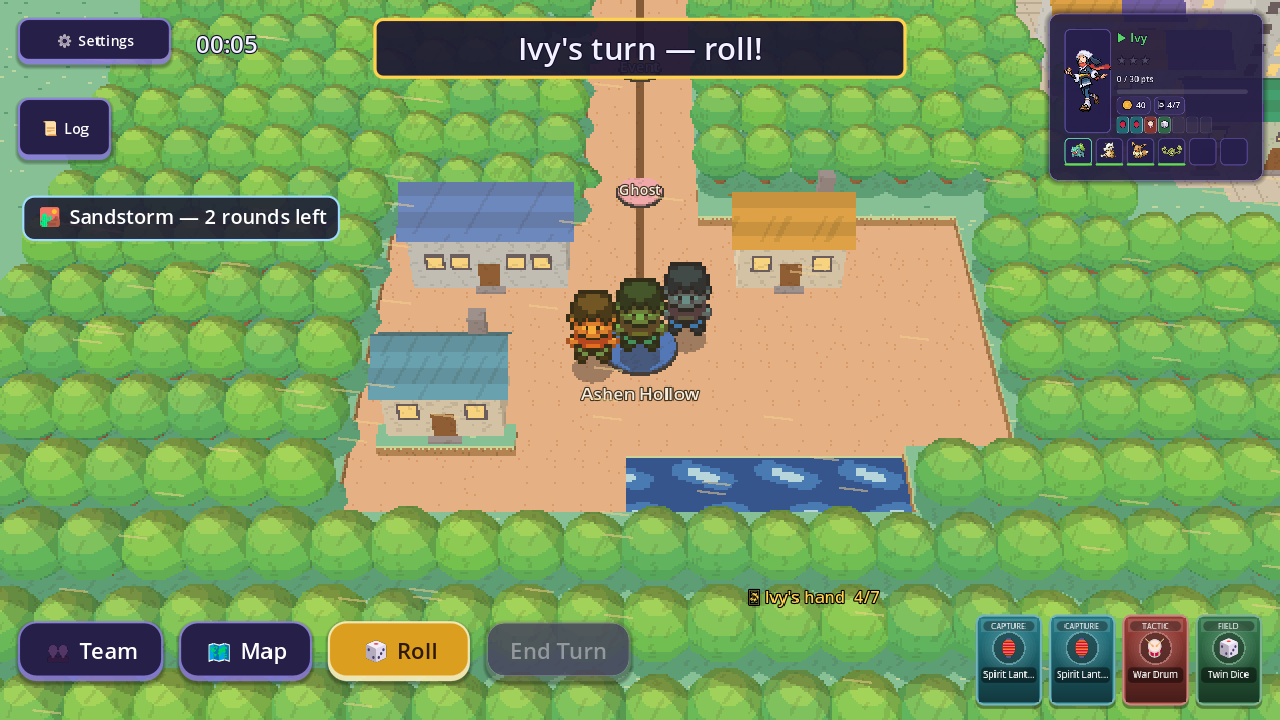 Settings
00:05
Ivy's turn — roll!
Ivy
0 / 30 pts
40
4/7
Log
Sandstorm — 2 rounds left
Ghost
Ashen Hollow
Ivy's hand 4/7
Team
Map
Roll
End Turn
CAPTURE
Spirit Lant...
CAPTURE
Spirit Lant...
TACTIC
War Drum
FIELD
Twin Dice